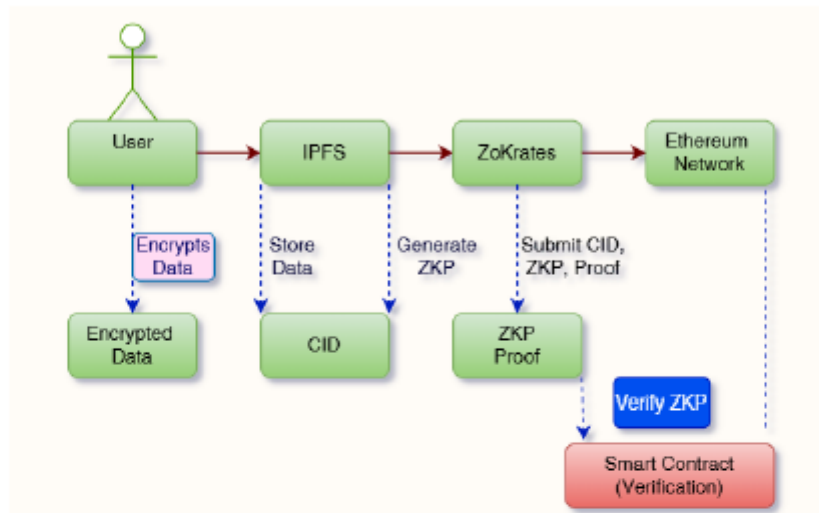 User
IPFS
ZoKrates
Ethereum
Network
Encrypts
Data
Store
Data
Generate
ZKP
Submit CID,
ZKP, Proof
Encrypted
Data
CID
ZKP
Proof
Verify ZKP
Smart Contract
(Verification)